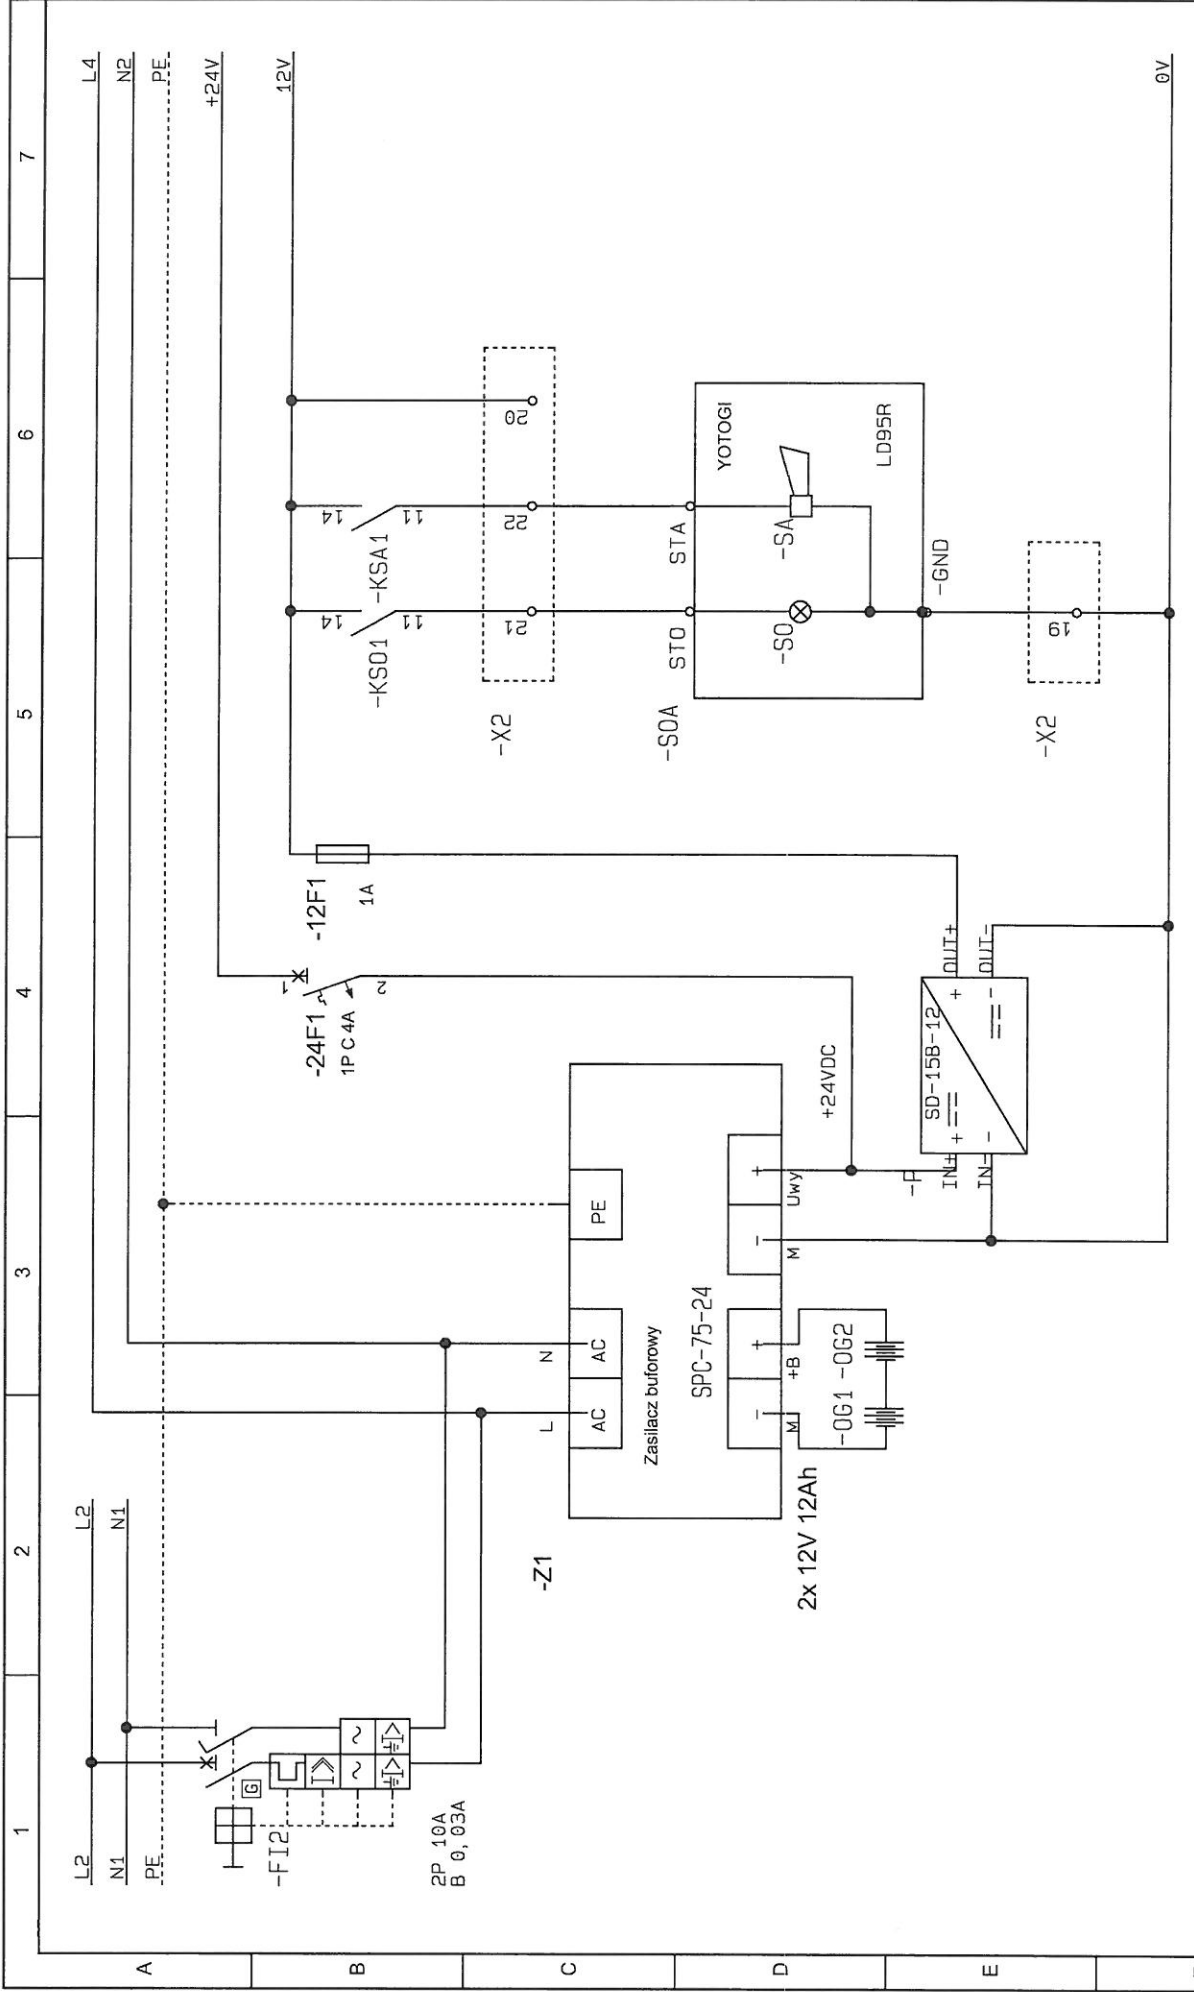 1
2
3
4
5
6
7
A
B
C
D
E
L2
N1
PE
L2
N1
L4
N2
PE
+24V
12V
0V
-FI2
G
2P 10A
B 0,03A
-Z1
L
N
AC
AC
PE
Zasilacz buforowy
SPC-75-24
-
+
-
+
M
+B
M
Uwy
2x 12V 12Ah
-OG1
-OG2
-24F1
1P C 4A
1
2
+24VDC
-12F1
1A
-P
IN+
IN-
+
-
SD-15B-12
+
-
OUT+
OUT-
-KSO1
14
11
-KSA1
14
11
-X2
21
22
20
-SOA
STO
STA
YOTOGI
LD95R
-SO
-SA
-GND
-X2
19